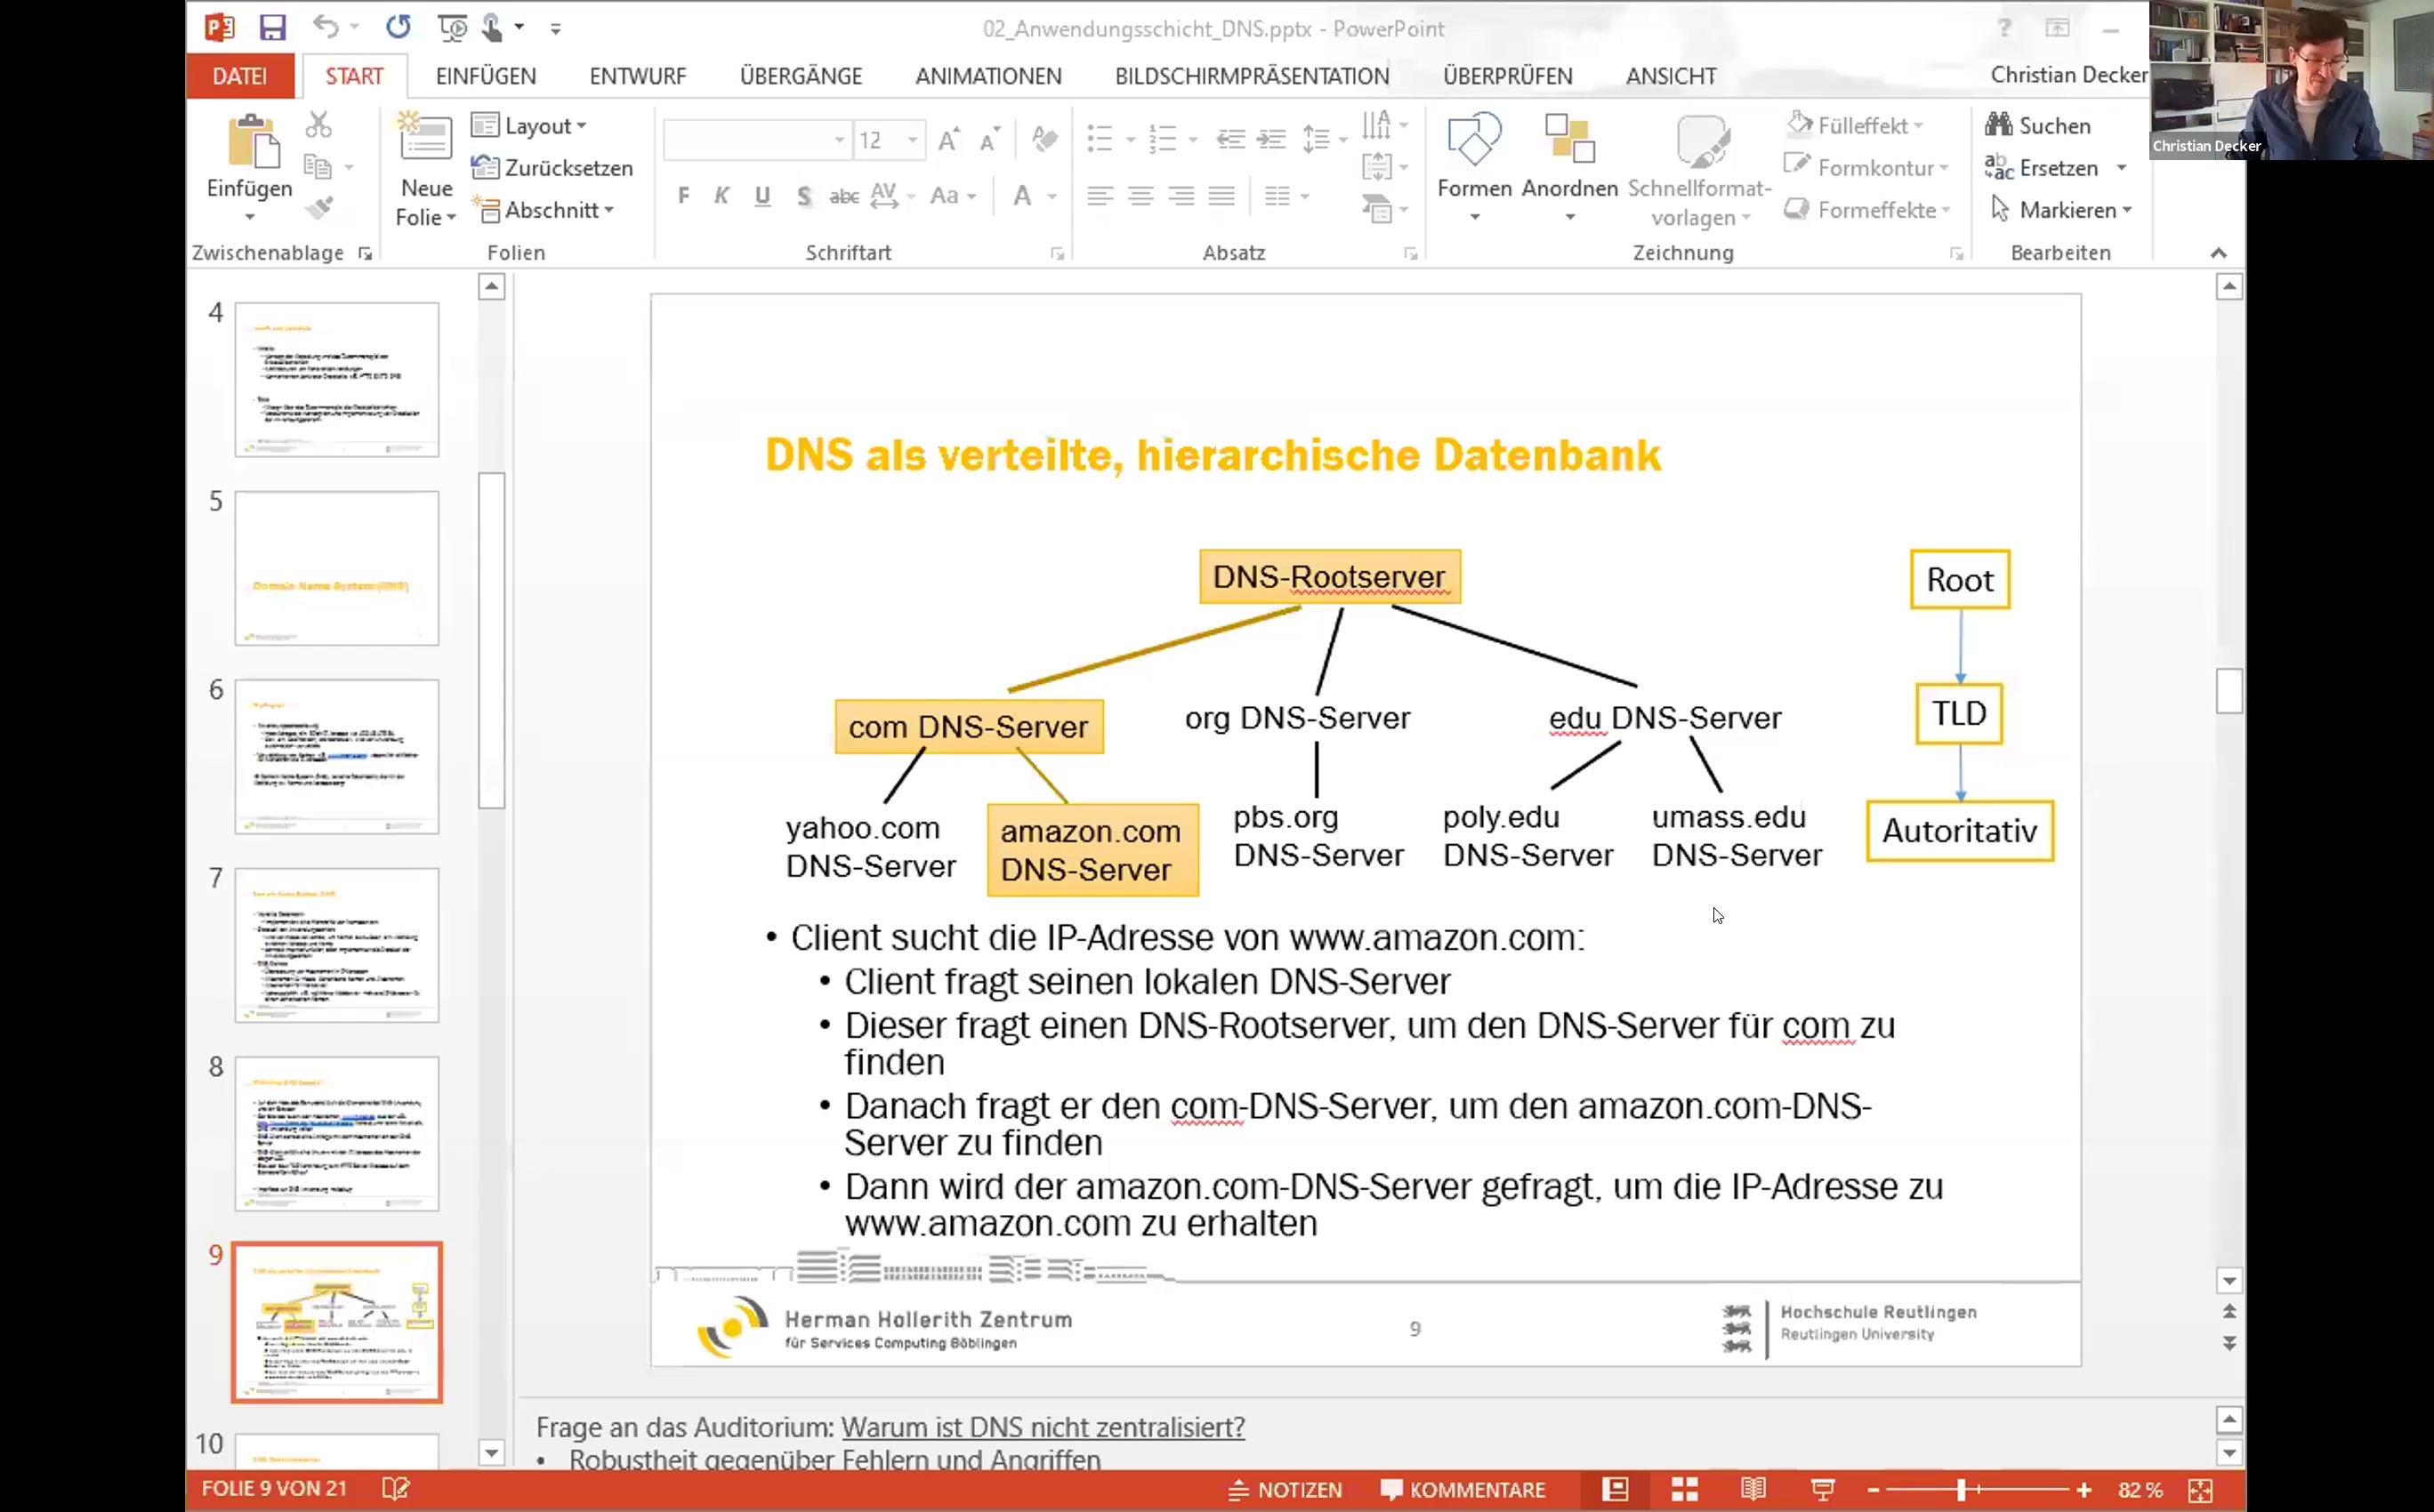 02_Anwendungsschicht_DNS.pptx - PowerPoint
DATEI START EINFÜGEN ENTWURF ÜBERGÄNGE ANIMATIONEN BILDSCHIRMPRÄSENTATION ÜBERPRÜFEN ANSICHT Christian Decker
Christian Decker
Einfügen
Neue Folie
Layout
Zurücksetzen
Abschnitt
12
F K U S abc AV Aa A
Formen Anordnen Schnellformat-
vorlagen
Fülleffekt
Formkontur
Formeffekte
Suchen
Ersetzen
Markieren
Zwischenablage Folien Schriftart Absatz Zeichnung Bearbeiten
4
5
Domain Name System (DNS)
6
7
8
9
10
DNS als verteilte, hierarchische Datenbank
DNS-Rootserver
Root
com DNS-Server
org DNS-Server
edu DNS-Server
TLD
yahoo.com
DNS-Server
amazon.com
DNS-Server
pbs.org
DNS-Server
poly.edu
DNS-Server
umass.edu
DNS-Server
Autoritativ
• Client sucht die IP-Adresse von www.amazon.com:
• Client fragt seinen lokalen DNS-Server
• Dieser fragt einen DNS-Rootserver, um den DNS-Server für com zu
finden
• Danach fragt er den com-DNS-Server, um den amazon.com-DNS-
Server zu finden
• Dann wird der amazon.com-DNS-Server gefragt, um die IP-Adresse zu
www.amazon.com zu erhalten
Herman Hollerith Zentrum
für Services Computing Böblingen
9
Hochschule Reutlingen
Reutlingen University
Frage an das Auditorium: Warum ist DNS nicht zentralisiert?
• Robustheit gegenüber Fehlern und Angriffen
FOLIE 9 VON 21
NOTIZEN KOMMENTARE 82 %